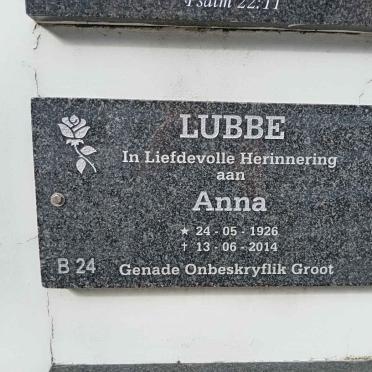 Psalm 22:11
LUBBE
In Liefdevolle Herinnering
aan
Anna
★ 24 - 05 - 1926
† 13 - 06 - 2014
B 24
Genade Onbeskryflik Groot